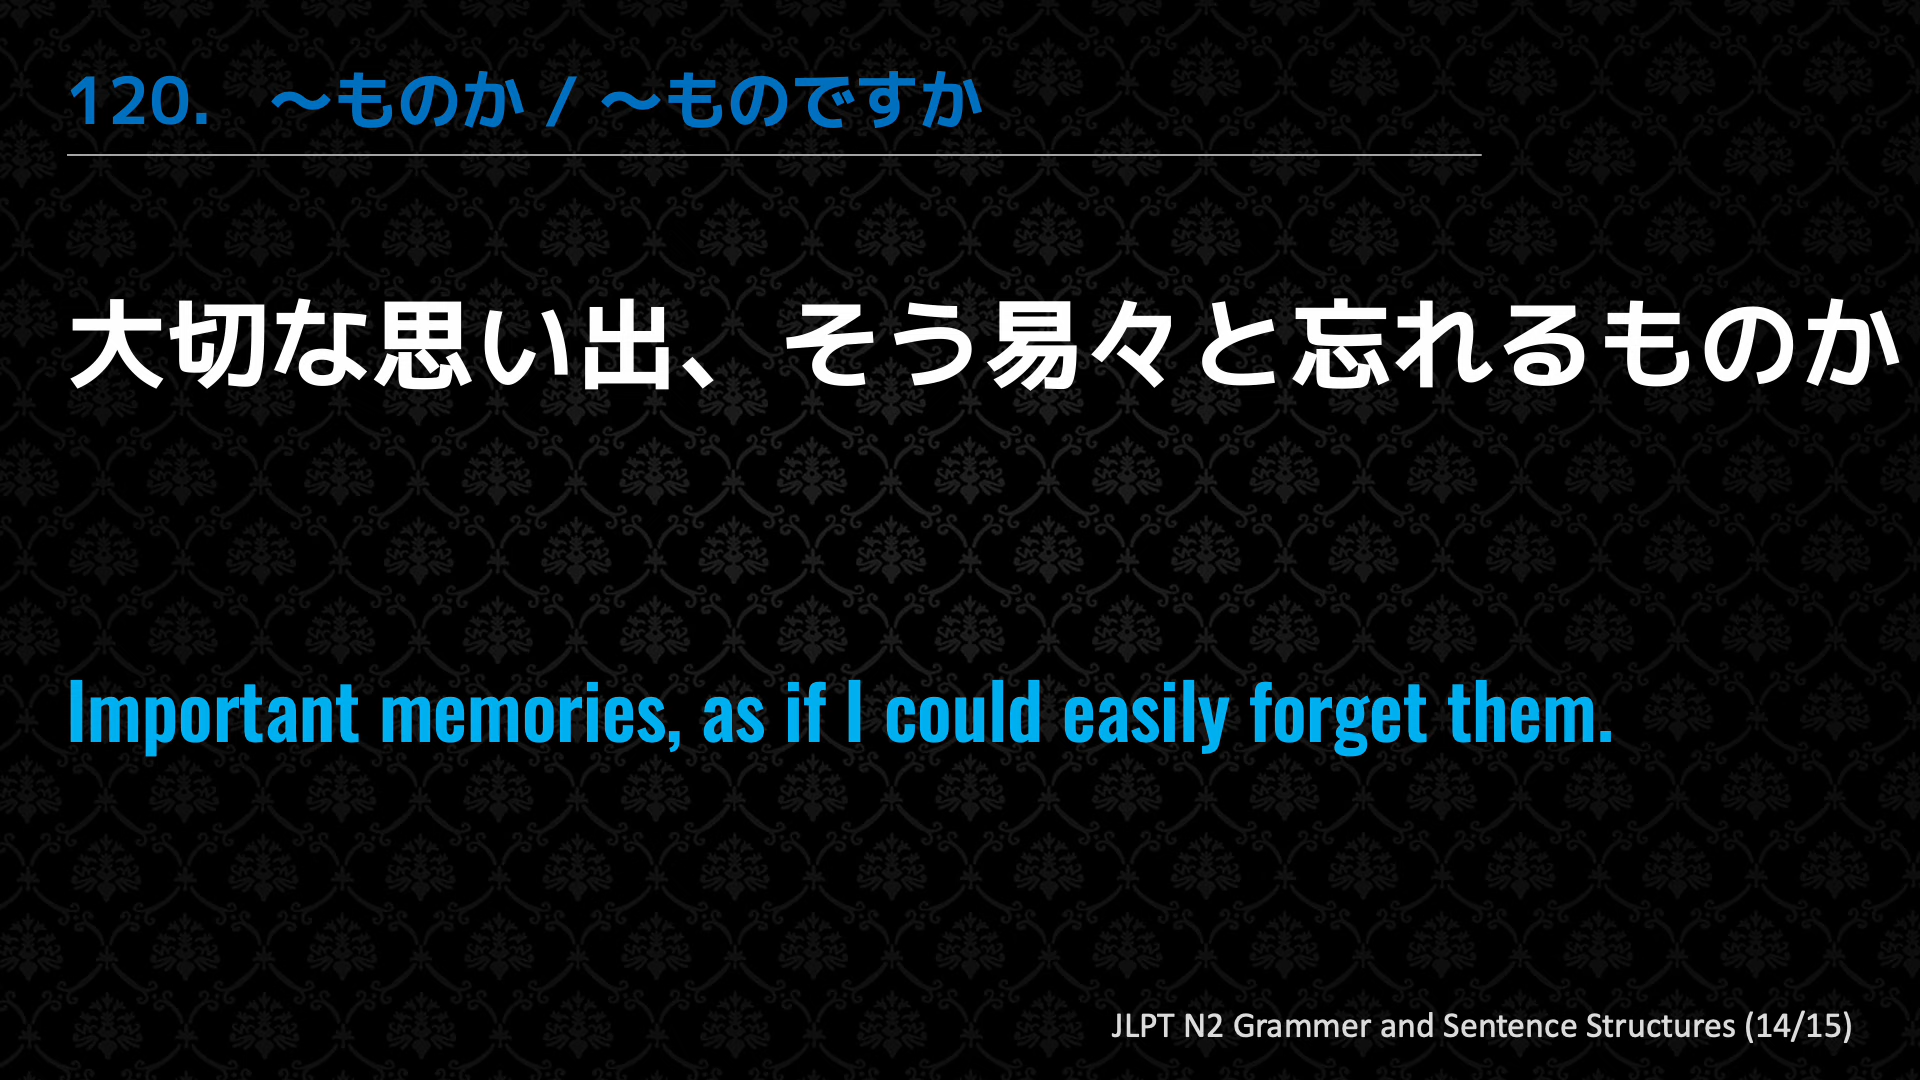 120. ～ものか / ～ものですか
大切な思い出、そう易々と忘れるものか
Important memories, as if I could easily forget them.
JLPT N2 Grammer and Sentence Structures (14/15)